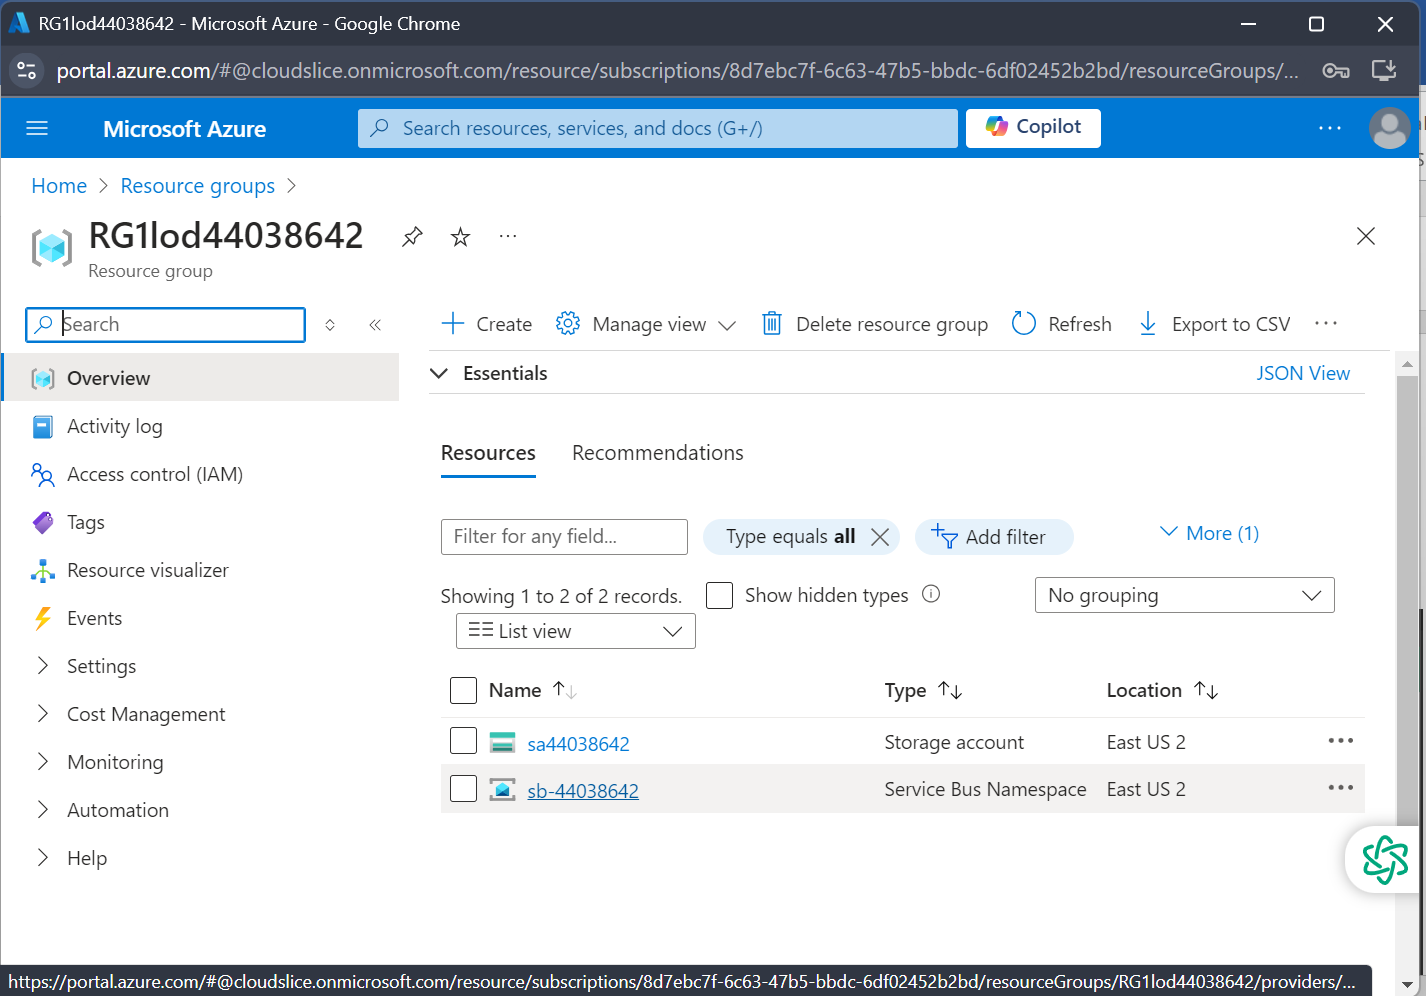 RG1lod44038642 - Microsoft Azure - Google Chrome
portal.azure.com/#@cloudslice.onmicrosoft.com/resource/subscriptions/8d7ebc7f-6c63-47b5-bbdc-6df02452b2bd/resourceGroups/...
Microsoft Azure
Search resources, services, and docs (G+/)
Copilot
Home > Resource groups >
RG1lod44038642
Resource group
Search
Create
Manage view
Delete resource group
Refresh
Export to CSV
Overview
Activity log
Access control (IAM)
Tags
Resource visualizer
Events
Settings
Cost Management
Monitoring
Automation
Help
Essentials
JSON View
Resources
Recommendations
Filter for any field...
Type equals all
Add filter
More (1)
Showing 1 to 2 of 2 records.
Show hidden types
No grouping
List view
Name Type Location
sa44038642 Storage account East US 2
sb-44038642 Service Bus Namespace East US 2
https://portal.azure.com/#@cloudslice.onmicrosoft.com/resource/subscriptions/8d7ebc7f-6c63-47b5-bbdc-6df02452b2bd/resourceGroups/RG1lod44038642/providers/...